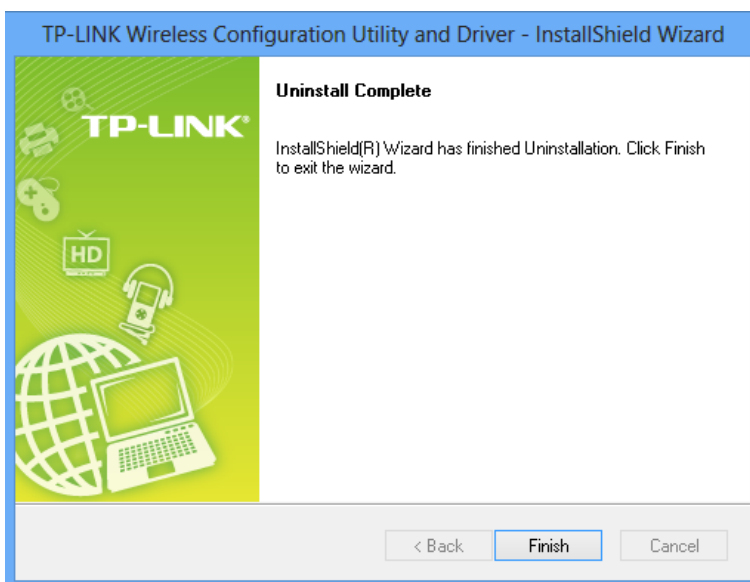 TP-LINK Wireless Configuration Utility and Driver - InstallShield Wizard
TP-LINK®
Uninstall Complete
InstallShield(R) Wizard has finished Uninstallation. Click Finish
to exit the wizard.
HD
< Back
Finish
Cancel